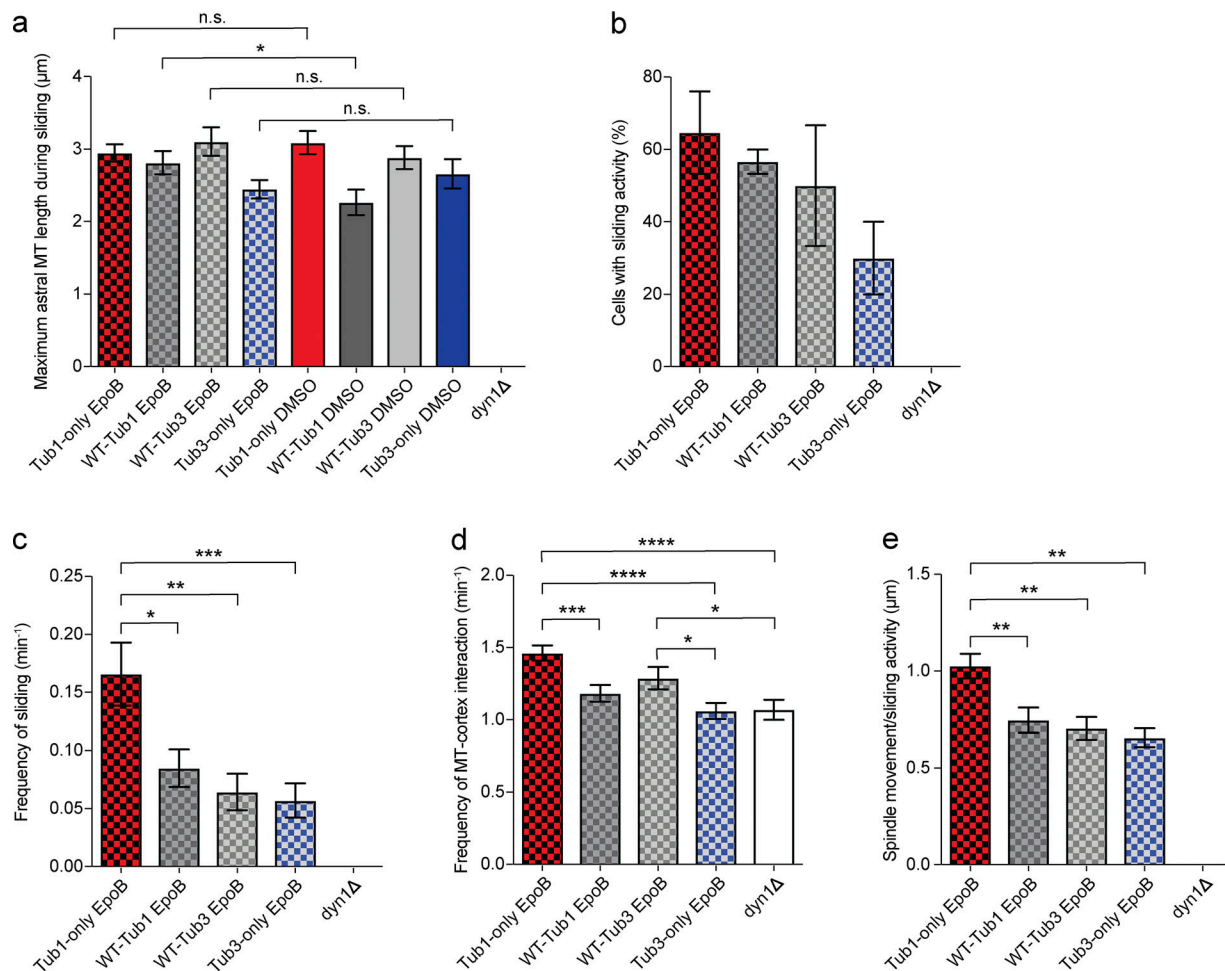 a
n.s.
*
n.s.
n.s.
Maximum astral MT length during sliding (µm)
4
3
2
1
0
Tub1-only EpoB
WT-Tub1 EpoB
WT-Tub3 EpoB
Tub3-only EpoB
Tub1-only DMSO
WT-Tub1 DMSO
WT-Tub3 DMSO
Tub3-only DMSO
dyn1Δ
b
Cells with sliding activity (%)
80
60
40
20
0
Tub1-only EpoB
WT-Tub1 EpoB
WT-Tub3 EpoB
Tub3-only EpoB
dyn1Δ
c
***
**
*
Frequency of sliding (min⁻¹)
0.25
0.20
0.15
0.10
0.05
0.00
Tub1-only EpoB
WT-Tub1 EpoB
WT-Tub3 EpoB
Tub3-only EpoB
dyn1Δ
d
****
****
***
*
*
Frequency of MT-cortex interaction (min⁻¹)
2.0
1.5
1.0
0.5
0.0
Tub1-only EpoB
WT-Tub1 EpoB
WT-Tub3 EpoB
Tub3-only EpoB
dyn1Δ
e
**
**
**
Spindle movement/sliding activity (µm)
1.5
1.0
0.5
0.0
Tub1-only EpoB
WT-Tub1 EpoB
WT-Tub3 EpoB
Tub3-only EpoB
dyn1Δ